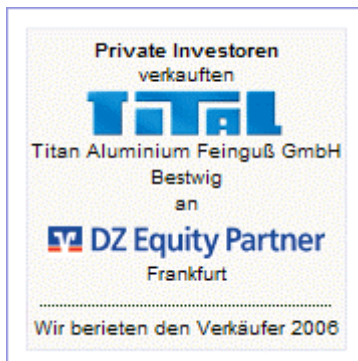 Private Investoren
verkauften
TiTAL
Titan Aluminium Feinguß GmbH
Bestwig
an
DZ Equity Partner
Frankfurt
Wir berieten den Verkäufer 2006